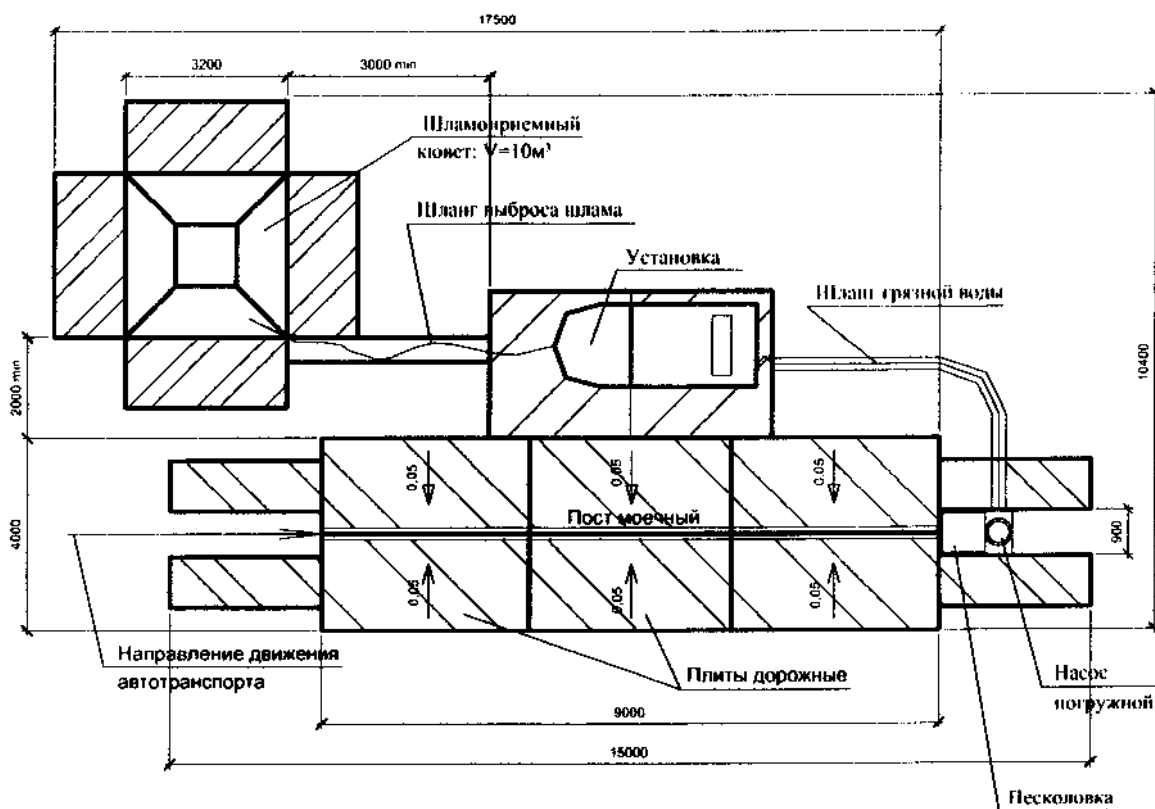 17500
3200
3000 min
Шламоприемный
кювет: V=10м³
Шланг выброса шлама
Установка
Шланг грязной воды
10400
2000 min
0,05
0,05
0,05
Пост моечный
4000
900
0,05
0,05
0,05
Направление движения
автотранспорта
Плиты дорожные
Насос
погружной
9000
15000
Песколовка